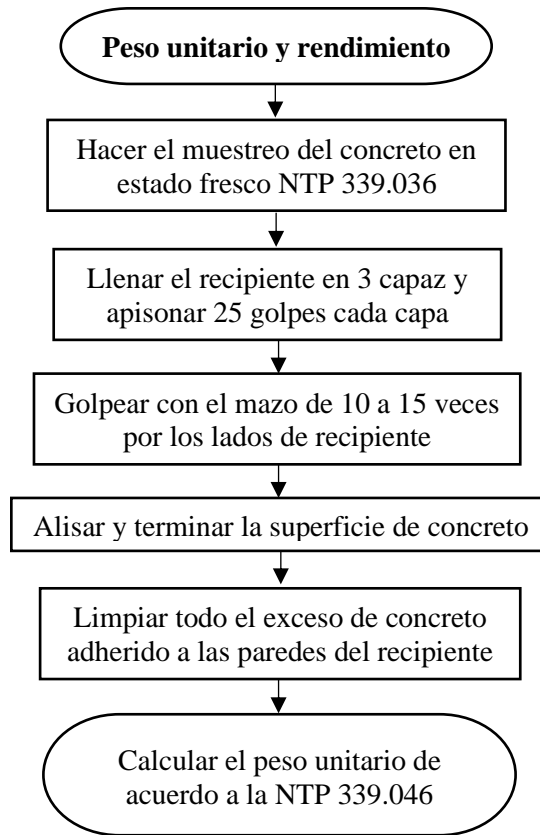 Peso unitario y rendimiento
Hacer el muestreo del concreto en
estado fresco NTP 339.036
Llenar el recipiente en 3 capaz y
apisonar 25 golpes cada capa
Golpear con el mazo de 10 a 15 veces
por los lados de recipiente
Alisar y terminar la superficie de concreto
Limpiar todo el exceso de concreto
adherido a las paredes del recipiente
Calcular el peso unitario de
acuerdo a la NTP 339.046